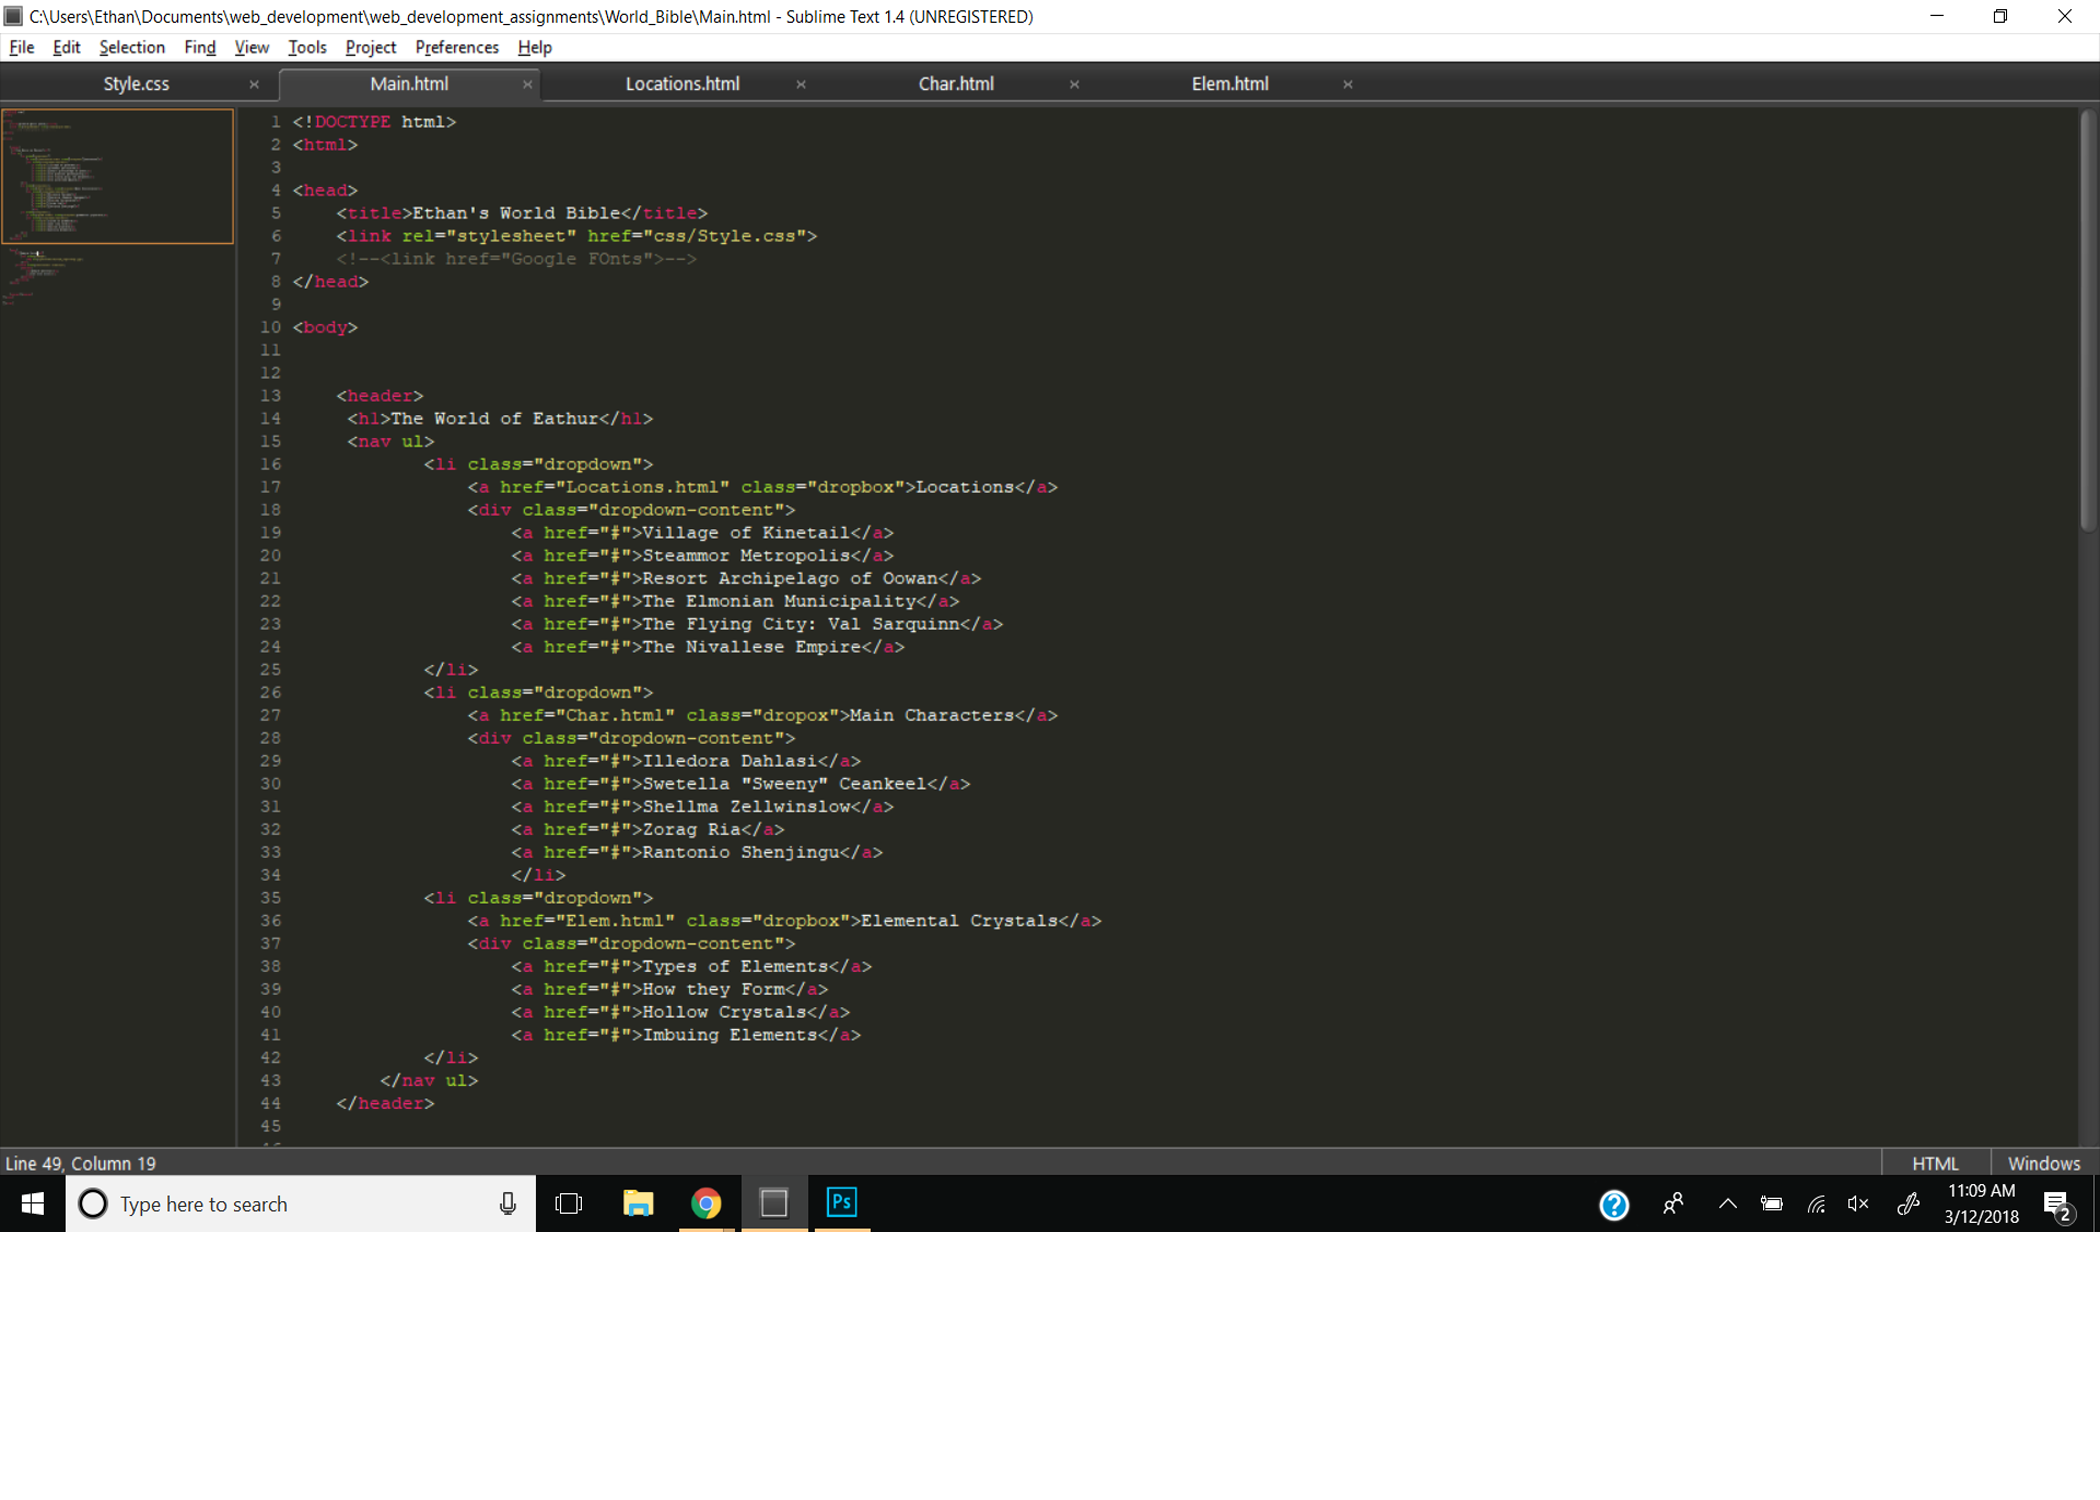 C:\Users\Ethan\Documents\web_development\web_development_assignments\World_Bible\Main.html - Sublime Text 1.4 (UNREGISTERED)
File Edit Selection Find View Tools Project Preferences Help
Style.css × Main.html × Locations.html × Char.html × Elem.html ×
1 <!DOCTYPE html>
2 <html>
3
4 <head>
5 <title>Ethan's World Bible</title>
6 <link rel="stylesheet" href="css/Style.css">
7 <!--<link href="Google FOnts">-->
8 </head>
9
10 <body>
11
12
13 <header>
14 <h1>The World of Eathur</h1>
15 <nav ul>
16 <li class="dropdown">
17 <a href="Locations.html" class="dropbox">Locations</a>
18 <div class="dropdown-content">
19 <a href="#">Village of Kinetail</a>
20 <a href="#">Steammor Metropolis</a>
21 <a href="#">Resort Archipelago of Oowan</a>
22 <a href="#">The Elmonian Municipality</a>
23 <a href="#">The Flying City: Val Sarquinn</a>
24 <a href="#">The Nivallese Empire</a>
25 </li>
26 <li class="dropdown">
27 <a href="Char.html" class="dropox">Main Characters</a>
28 <div class="dropdown-content">
29 <a href="#">Illedora Dahlasi</a>
30 <a href="#">Swetella "Sweeny" Ceankeel</a>
31 <a href="#">Shellma Zellwinslow</a>
32 <a href="#">Zorag Ria</a>
33 <a href="#">Rantonio Shenjingu</a>
34 </li>
35 <li class="dropdown">
36 <a href="Elem.html" class="dropbox">Elemental Crystals</a>
37 <div class="dropdown-content">
38 <a href="#">Types of Elements</a>
39 <a href="#">How they Form</a>
40 <a href="#">Hollow Crystals</a>
41 <a href="#">Imbuing Elements</a>
42 </li>
43 </nav ul>
44 </header>
45
Line 49, Column 19 HTML Windows
Type here to search Ps 11:09 AM
3/12/2018 2